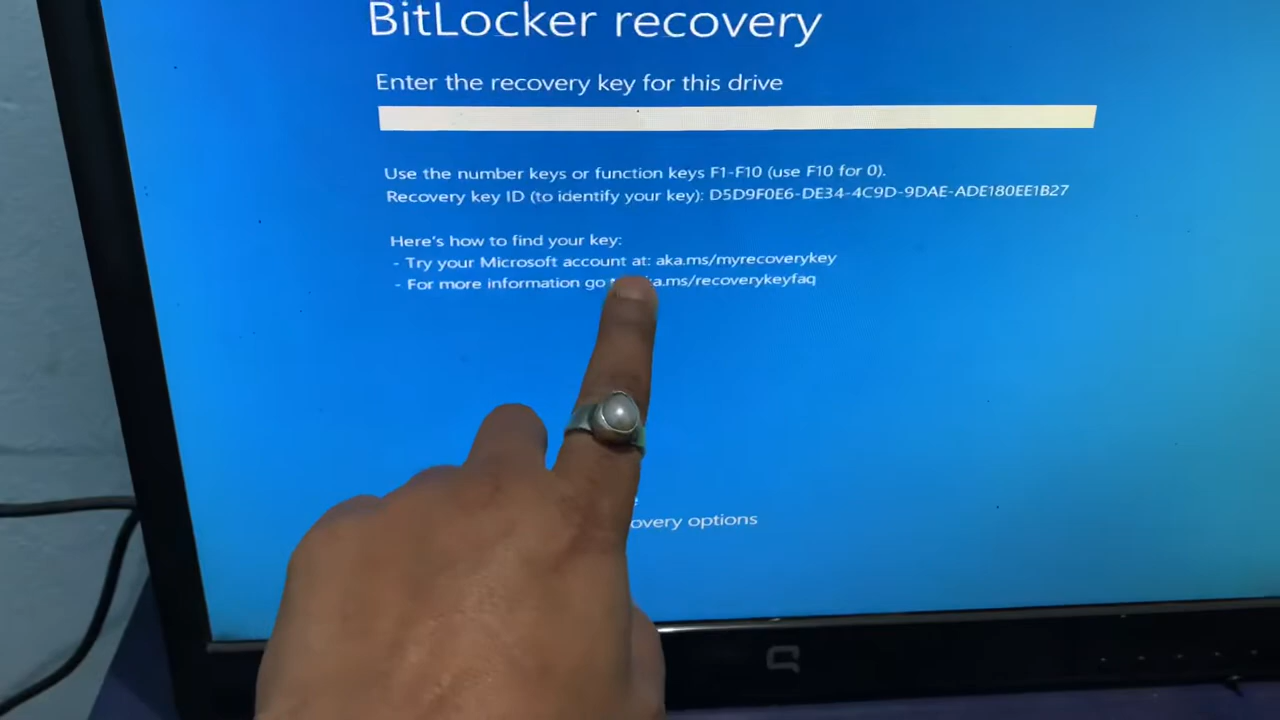 BitLocker recovery
Enter the recovery key for this drive
Use the number keys or function keys F1-F10 (use F10 for 0).
Recovery key ID (to identify your key): D5D9F0E6-DE34-4C9D-9DAE-ADE180EE1B27
Here's how to find your key:
- Try your Microsoft account at: aka.ms/myrecoverykey
- For more information go ka.ms/recoverykeyfaq
overy options